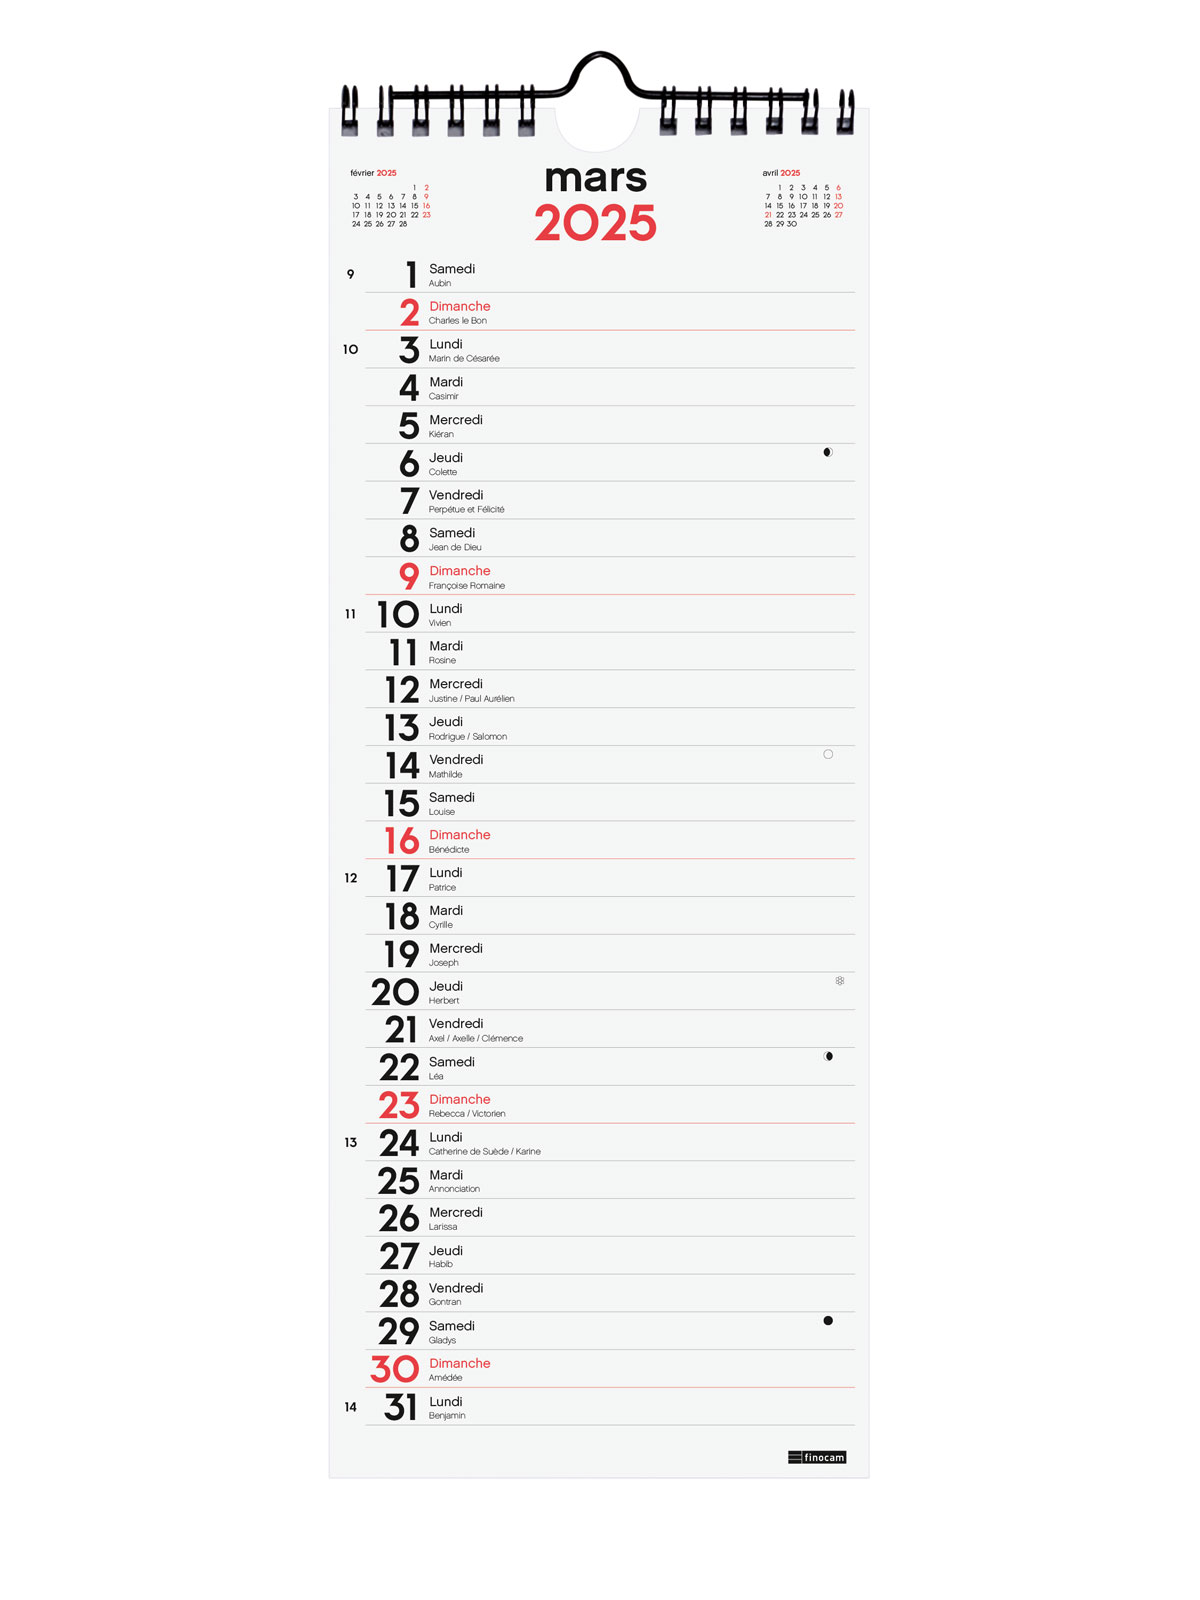 février 2025
1 2
3 4 5 6 7 8 9
10 11 12 13 14 15 16
17 18 19 20 21 22 23
24 25 26 27 28
mars
2025
avril 2025
1 2 3 4 5 6
7 8 9 10 11 12 13
14 15 16 17 18 19 20
21 22 23 24 25 26 27
28 29 30
9 1 Samedi
Aubin
2 Dimanche
Charles le Bon
10 3 Lundi
Marin de Césarée
4 Mardi
Casimir
5 Mercredi
Kiéran
6 Jeudi
Colette
7 Vendredi
Perpétue et Félicité
8 Samedi
Jean de Dieu
9 Dimanche
Françoise Romaine
11 10 Lundi
Vivien
11 Mardi
Rosine
12 Mercredi
Justine / Paul Aurélien
13 Jeudi
Rodrigue / Salomon
14 Vendredi
Mathilde
15 Samedi
Louise
16 Dimanche
Bénédicte
12 17 Lundi
Patrice
18 Mardi
Cyrille
19 Mercredi
Joseph
20 Jeudi
Herbert
21 Vendredi
Axel / Axelle / Clémence
22 Samedi
Léa
23 Dimanche
Rebecca / Victorien
13 24 Lundi
Catherine de Suède / Karine
25 Mardi
Annonciation
26 Mercredi
Larissa
27 Jeudi
Habib
28 Vendredi
Gontran
29 Samedi
Gladys
30 Dimanche
Amédée
14 31 Lundi
Benjamin
finocam